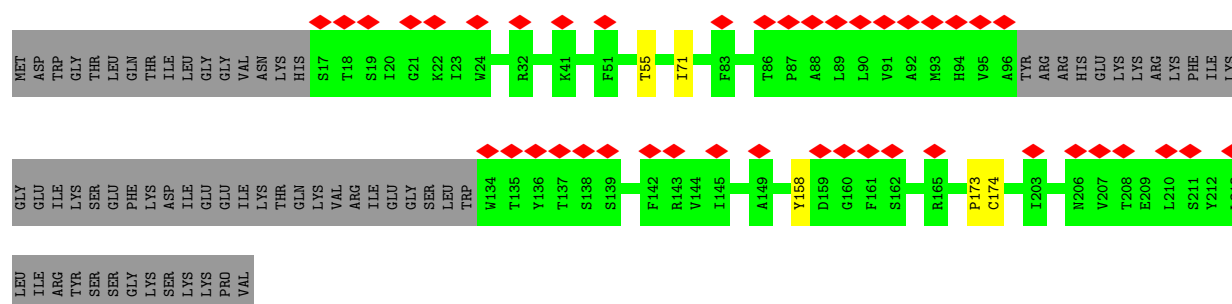 MET ASP TRP GLY THR LEU GLN THR ILE LEU GLY GLY VAL ASN LYS HIS S17 T18 S19 I20 G21 K22 I23 W24 R32 K41 F51 T55 I71 F83 T86 P87 A88 L89 L90 V91 A92 M93 H94 V95 A96 TYR ARG ARG HIS GLU LYS LYS ARG LYS PHE ILE LYS
GLY GLU ILE LYS SER GLU PHE LYS ASP ILE GLU GLU ILE LYS THR GLN LYS VAL ARG ILE GLU GLY SER LEU TRP W134 T135 Y136 T137 S138 S139 F142 R143 V144 I145 A149 Y158 D159 G160 F161 S162 R165 P173 C174 I203 N206 V207 T208 E209 L210 S211 Y212
LEU ILE ARG TYR SER SER GLY LYS SER LYS LYS PRO VAL